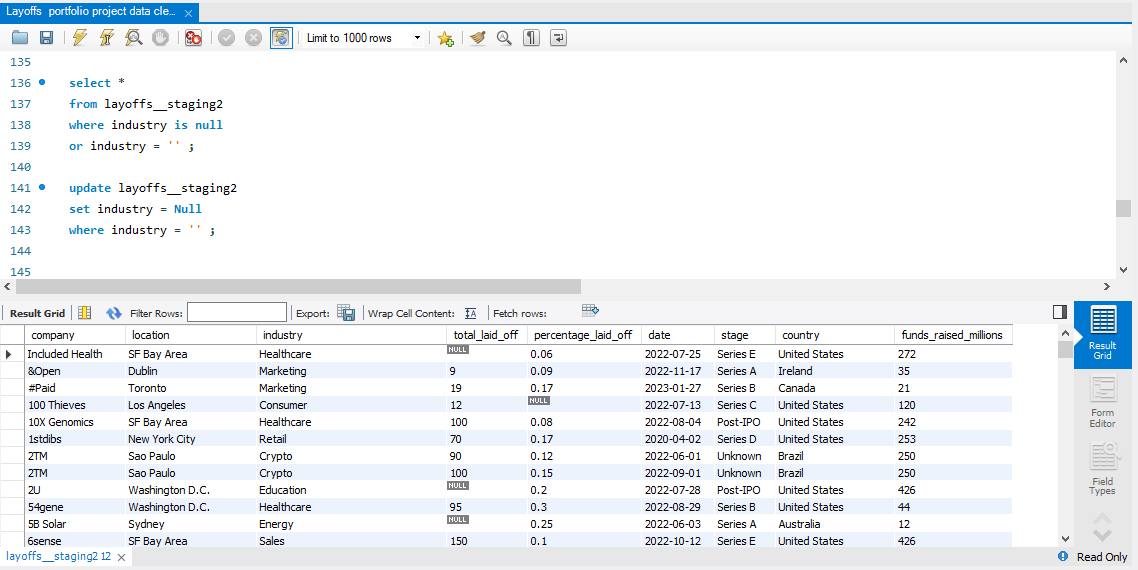 Layoffs portfolio project data cle...
Limit to 1000 rows
135
136 select *
137 from layoffs__staging2
138 where industry is null
139 or industry = '' ;
140
141 update layoffs__staging2
142 set industry = Null
143 where industry = '' ;
144
145
Result Grid Filter Rows: Export: Wrap Cell Content: Fetch rows:
company location industry total_laid_off percentage_laid_off date stage country funds_raised_millions
Included Health SF Bay Area Healthcare NULL 0.06 2022-07-25 Series E United States 272
&Open Dublin Marketing 9 0.09 2022-11-17 Series A Ireland 35
#Paid Toronto Marketing 19 0.17 2023-01-27 Series B Canada 21
100 Thieves Los Angeles Consumer 12 NULL 2022-07-13 Series C United States 120
10X Genomics SF Bay Area Healthcare 100 0.08 2022-08-04 Post-IPO United States 242
1stdibs New York City Retail 70 0.17 2020-04-02 Series D United States 253
2TM Sao Paulo Crypto 90 0.12 2022-06-01 Unknown Brazil 250
2TM Sao Paulo Crypto 100 0.15 2022-09-01 Unknown Brazil 250
2U Washington D.C. Education NULL 0.2 2022-07-28 Post-IPO United States 426
54gene Washington D.C. Healthcare 95 0.3 2022-08-29 Series B United States 44
5B Solar Sydney Energy NULL 0.25 2022-06-03 Series A Australia 12
6sense SF Bay Area Sales 150 0.1 2022-10-12 Series E United States 426
Result
Grid
Form
Editor
Field
Types
layoffs__staging2 12
Read Only